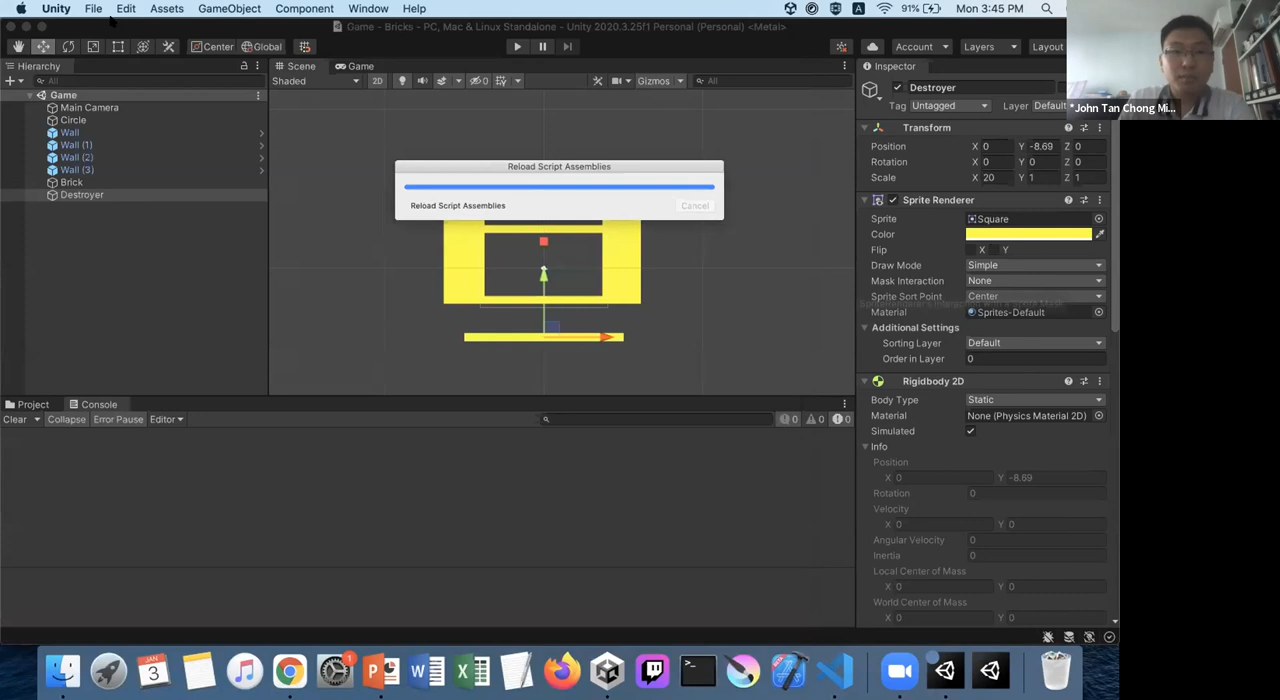 Unity File Edit Assets GameObject Component Window Help
A 91% Mon 3:45 PM
Game - Bricks - PC, Mac & Linux Standalone - Unity 2020.3.25f1 Personal (Personal) <Metal>
Center Global Account Layers Layout
Hierarchy
Scene Game
Inspector
All
Shaded 2D 0 Gizmos All
Game
Main Camera
Circle
Wall
Wall (1)
Wall (2)
Wall (3)
Brick
Destroyer
Reload Script Assemblies
Reload Script Assemblies Cancel
Destroyer
Tag Untagged Layer Default
*John Tan Chong Mi...
Transform
Position X 0 Y -8.69 Z 0
Rotation X 0 Y 0 Z 0
Scale X 20 Y 1 Z 1
Sprite Renderer
Sprite Square
Color
Flip X Y
Draw Mode Simple
Mask Interaction None
Sprite Sort Point Center
Material Sprites-Default
Additional Settings
Sorting Layer Default
Order in Layer 0
Rigidbody 2D
Body Type Static
Material None (Physics Material 2D)
Simulated
Info
Position
X 0 Y -8.69
Rotation 0
Velocity
X 0 Y 0
Angular Velocity 0
Inertia 0
Local Center of Mass
X 0 Y 0
World Center of Mass
X 0 Y 0
Project Console
Clear Collapse Error Pause Editor 0 0 0
JAN
3
1